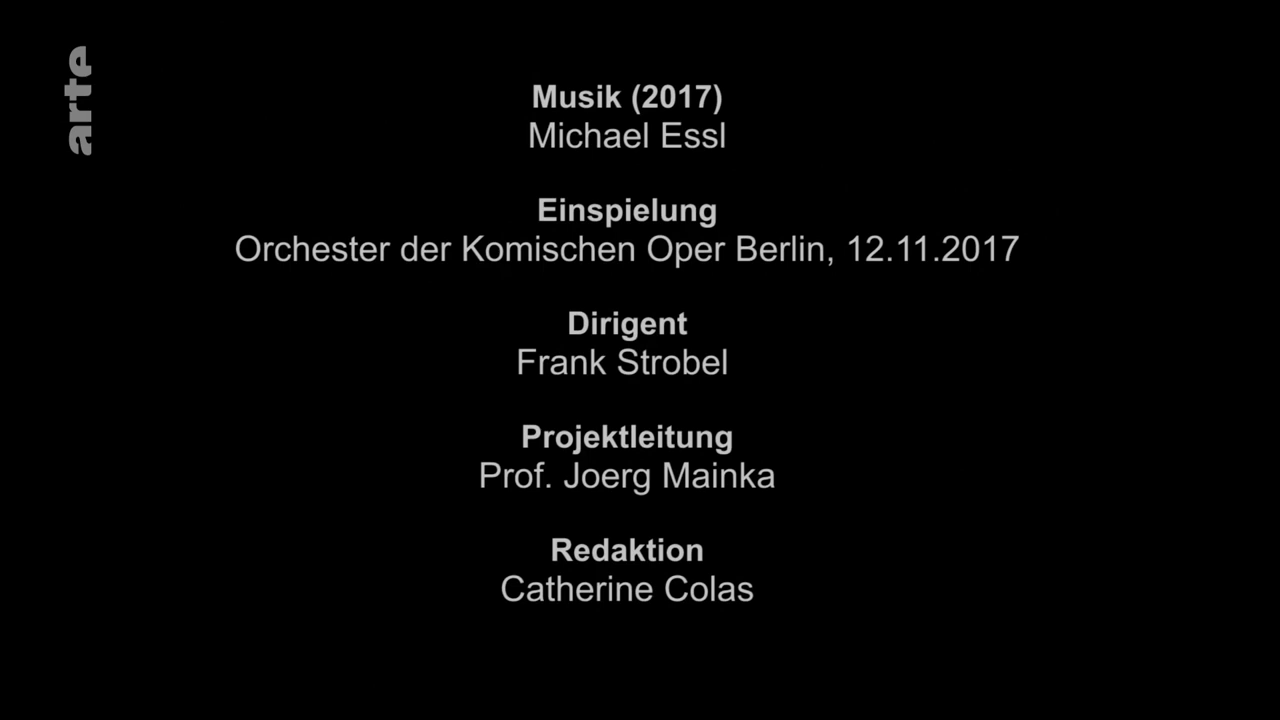 arte
Musik (2017)
Michael Essl
Einspielung
Orchester der Komischen Oper Berlin, 12.11.2017
Dirigent
Frank Strobel
Projektleitung
Prof. Joerg Mainka
Redaktion
Catherine Colas